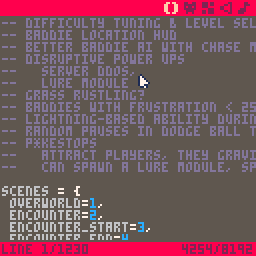 -- DIFFICULTY TUNING & LEVEL SEL
-- BADDIE LOCATION HUD
-- BETTER BADDIE AI WITH CHASE M
-- DISRUPTIVE POWER UPS
-- SERVER DDOS,
-- LURE MODULE
-- GRASS RUSTLING?
-- BADDIES WITH FRUSTRATION < 25
-- LIGHTNING-BASED ABILITY DURIN
-- RANDOM PAUSES IN DODGE BALL T
-- P*KESTOPS
-- ATTRACT PLAYERS, THEY GRAVI
-- CAN SPAWN A LURE MODULE, SP
SCENES = {
OVERWORLD=1,
ENCOUNTER=2,
ENCOUNTER_START=3,
ENCOUNTER_END=4
LINE 1/1230 4254/8192